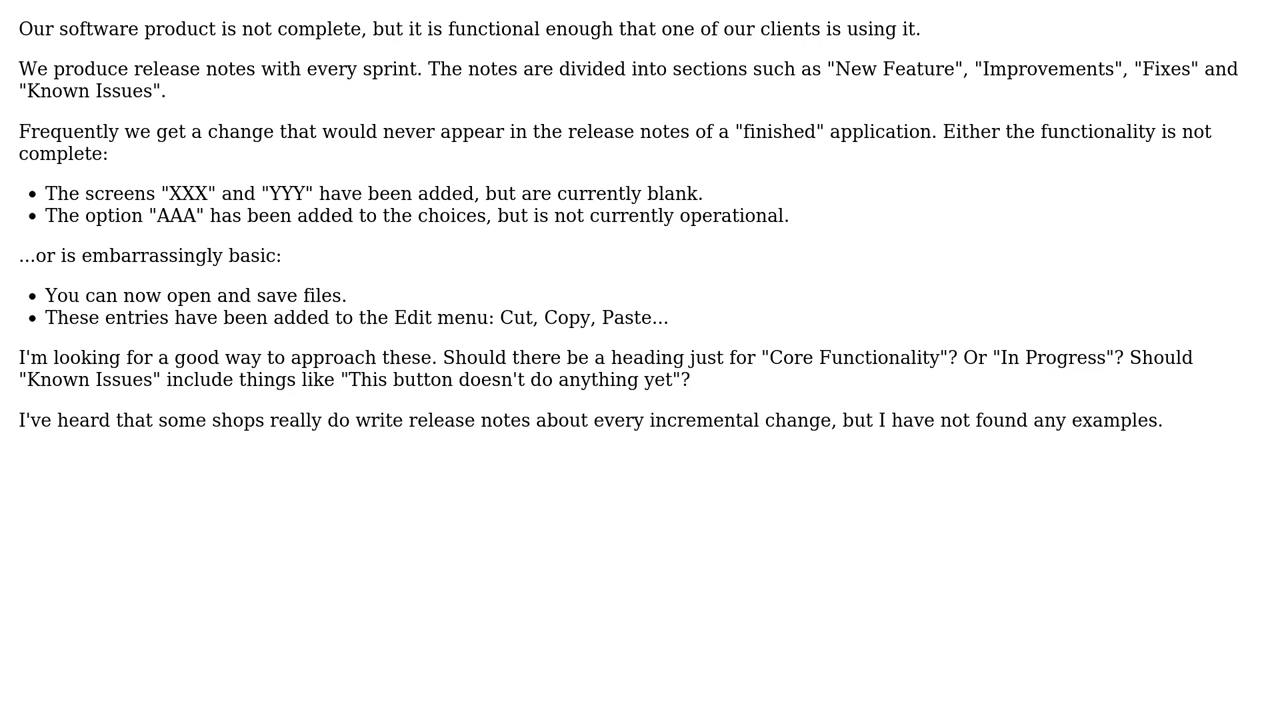 Our software product is not complete, but it is functional enough that one of our clients is using it.
We produce release notes with every sprint. The notes are divided into sections such as "New Feature", "Improvements", "Fixes" and
"Known Issues".
Frequently we get a change that would never appear in the release notes of a "finished" application. Either the functionality is not
complete:
• The screens "XXX" and "YYY" have been added, but are currently blank.
• The option "AAA" has been added to the choices, but is not currently operational.
...or is embarrassingly basic:
• You can now open and save files.
• These entries have been added to the Edit menu: Cut, Copy, Paste...
I'm looking for a good way to approach these. Should there be a heading just for "Core Functionality"? Or "In Progress"? Should
"Known Issues" include things like "This button doesn't do anything yet"?
I've heard that some shops really do write release notes about every incremental change, but I have not found any examples.